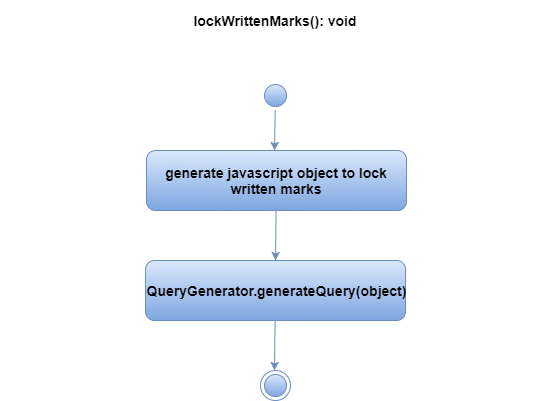 lockWrittenMarks(): void
generate javascript object to lock
written marks
QueryGenerator.generateQuery(object)